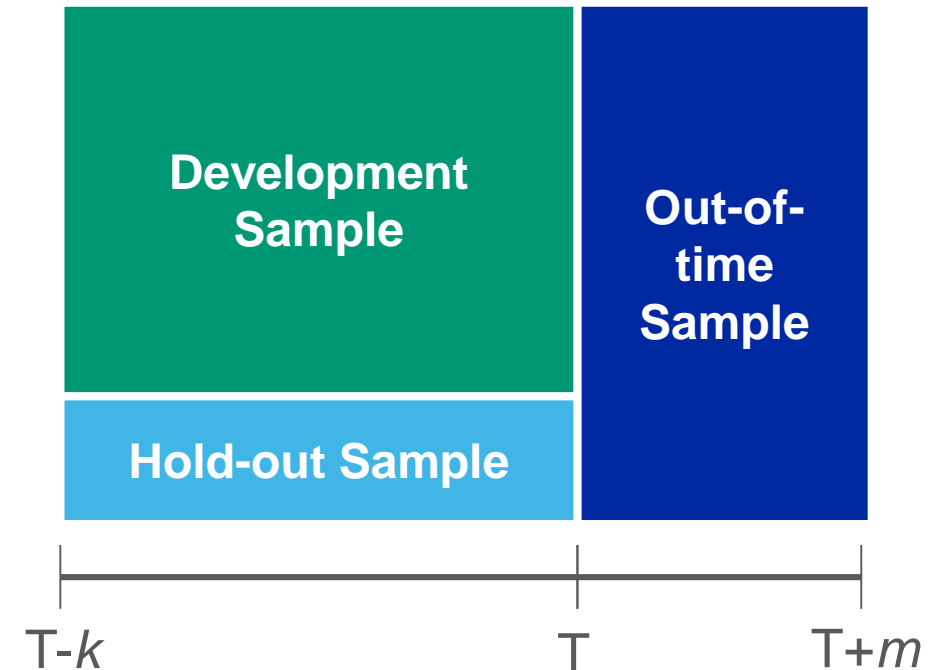 Development
Sample
Out-of-
time
Sample
Hold-out Sample
T-k
T
T+m